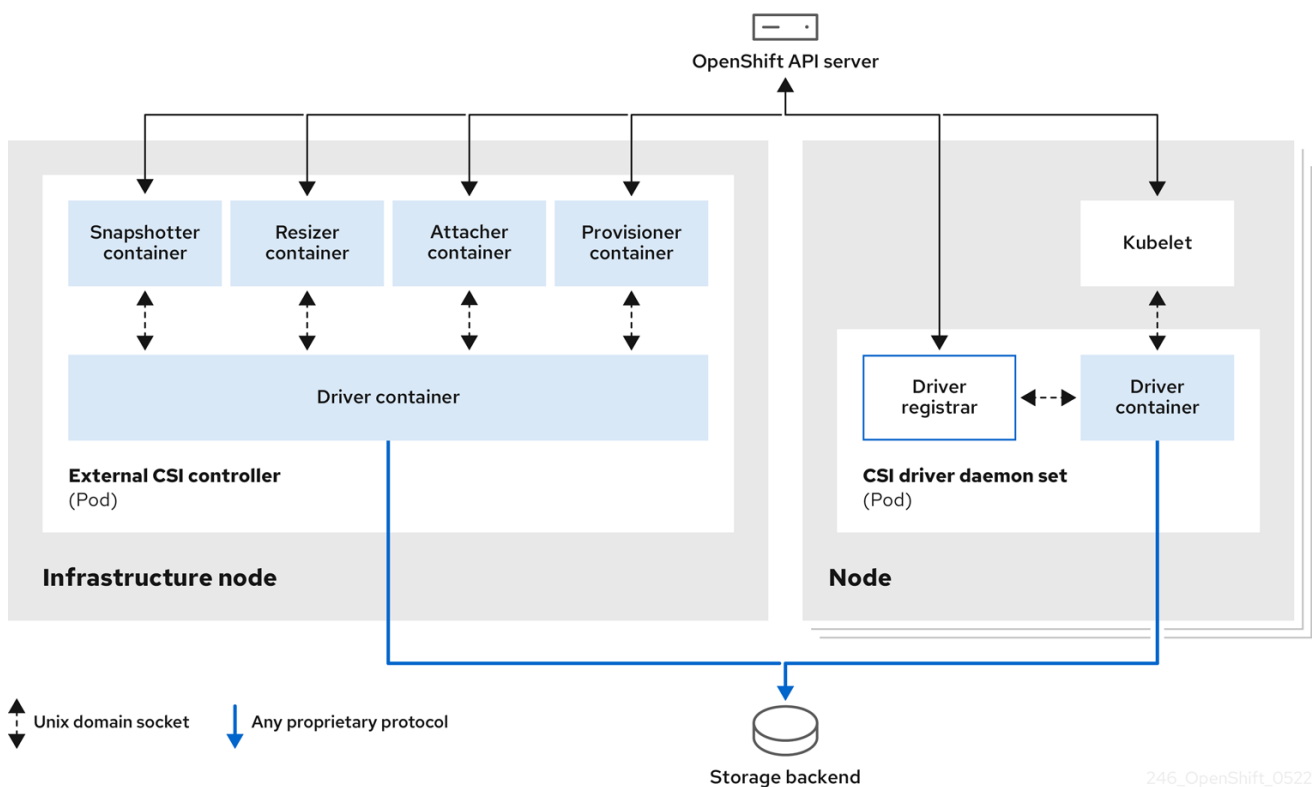 OpenShift API server
Snapshotter
container
Resizer
container
Attacher
container
Provisioner
container
Kubelet
Driver container
Driver
registrar
Driver
container
External CSI controller
(Pod)
CSI driver daemon set
(Pod)
Infrastructure node
Node
Unix domain socket
Any proprietary protocol
Storage backend
246_OpenShift_0522